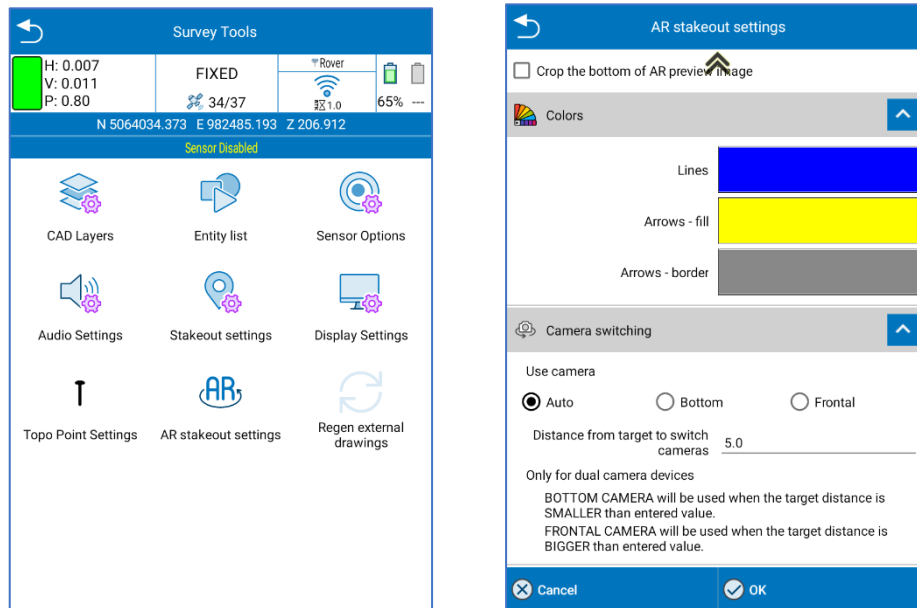 Survey Tools
H: 0.007
V: 0.011
P: 0.80
FIXED
34/37
Rover
1.0
65% ---
N 5064034.373 E 982485.193 Z 206.912
Sensor Disabled
CAD Layers
Entity list
Sensor Options
Audio Settings
Stakeout settings
Display Settings
Topo Point Settings
AR
AR stakeout settings
Regen external
drawings
AR stakeout settings
Crop the bottom of AR preview image
Colors
Lines
Arrows - fill
Arrows - border
Camera switching
Use camera
Auto
Bottom
Frontal
Distance from target to switch
cameras
5.0
Only for dual camera devices
BOTTOM CAMERA will be used when the target distance is
SMALLER than entered value.
FRONTAL CAMERA will be used when the target distance is
BIGGER than entered value.
Cancel
OK